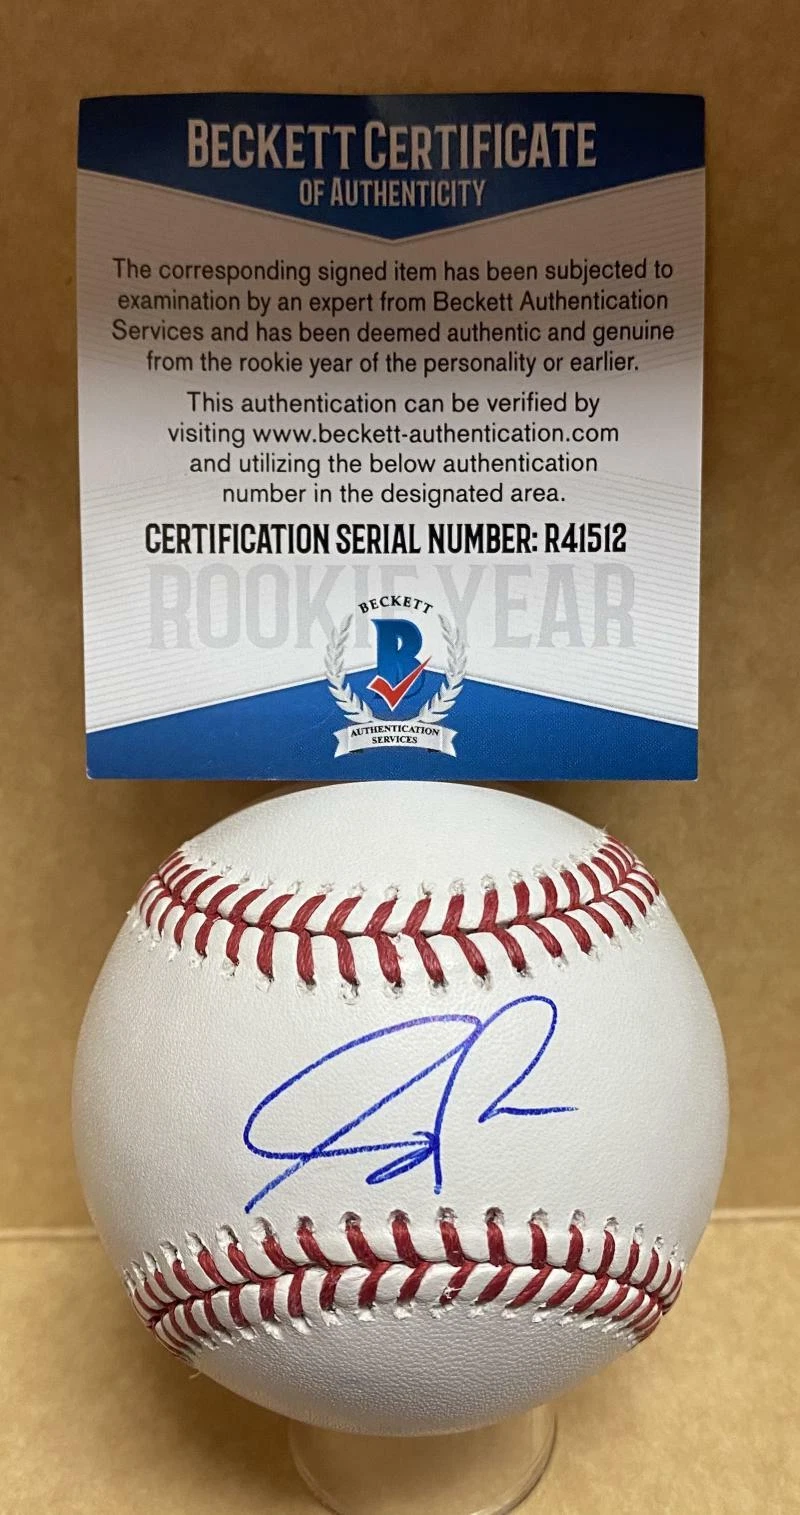 BECKETT CERTIFICATE
OF AUTHENTICITY
The corresponding signed item has been subjected to
examination by an expert from Beckett Authentication
Services and has been deemed authentic and genuine
from the rookie year of the personality or earlier.
This authentication can be verified by
visiting www.beckett-authentication.com
and utilizing the below authentication
number in the designated area.
CERTIFICATION SERIAL NUMBER: R41512
ROOKIE YEAR
BECKETT
B
AUTHENTICATION
SERVICES